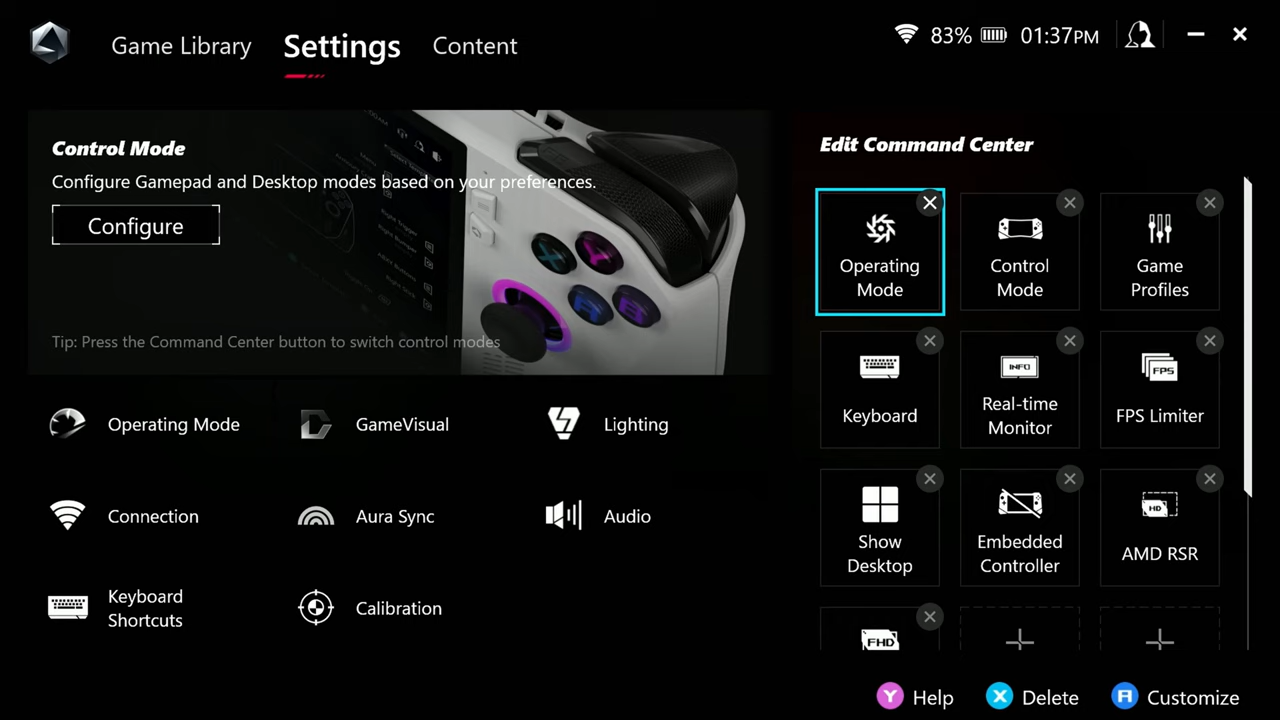 Game Library
Settings
Content
83%
01:37PM
Control Mode
Configure Gamepad and Desktop modes based on your preferences.
Configure
Tip: Press the Command Center button to switch control modes
X
Y
A
B
Operating Mode
GameVisual
Lighting
Connection
Aura Sync
Audio
Keyboard
Shortcuts
Calibration
Edit Command Center
Operating
Mode
Control
Mode
Game
Profiles
Keyboard
INFO
Real-time
Monitor
FPS
FPS Limiter
Show
Desktop
Embedded
Controller
HD
AMD RSR
FHD
Y Help
X Delete
A Customize